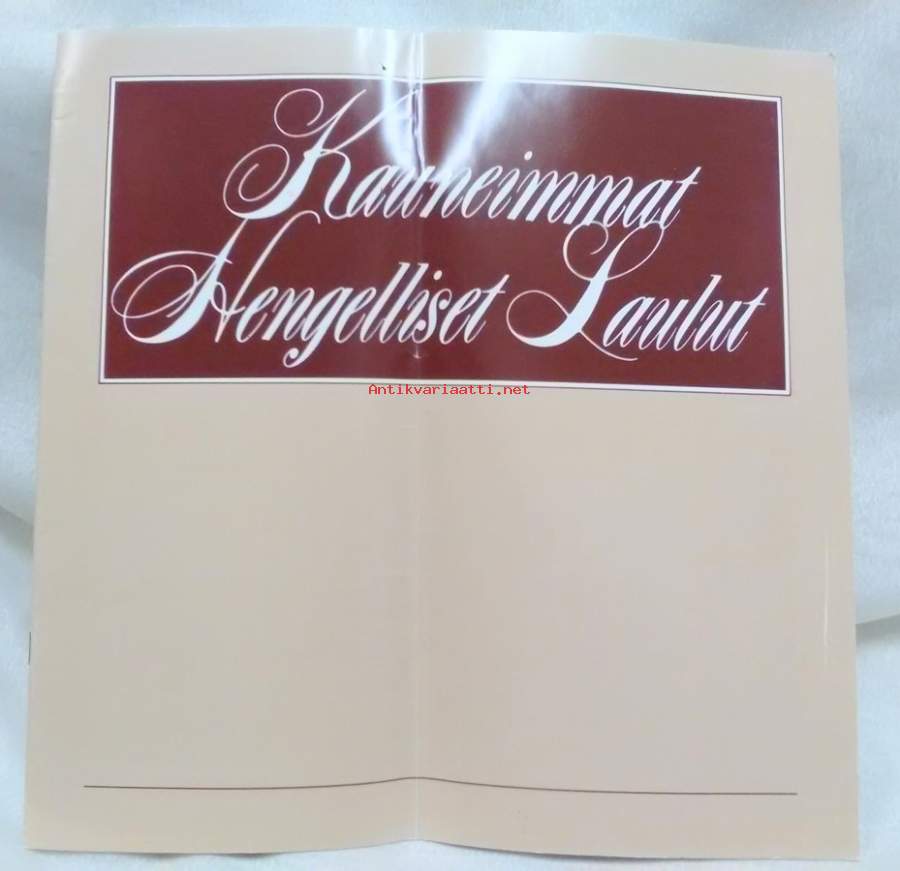 Kauneimmat
Hengelliset Laulut
Antikvariaatti.net